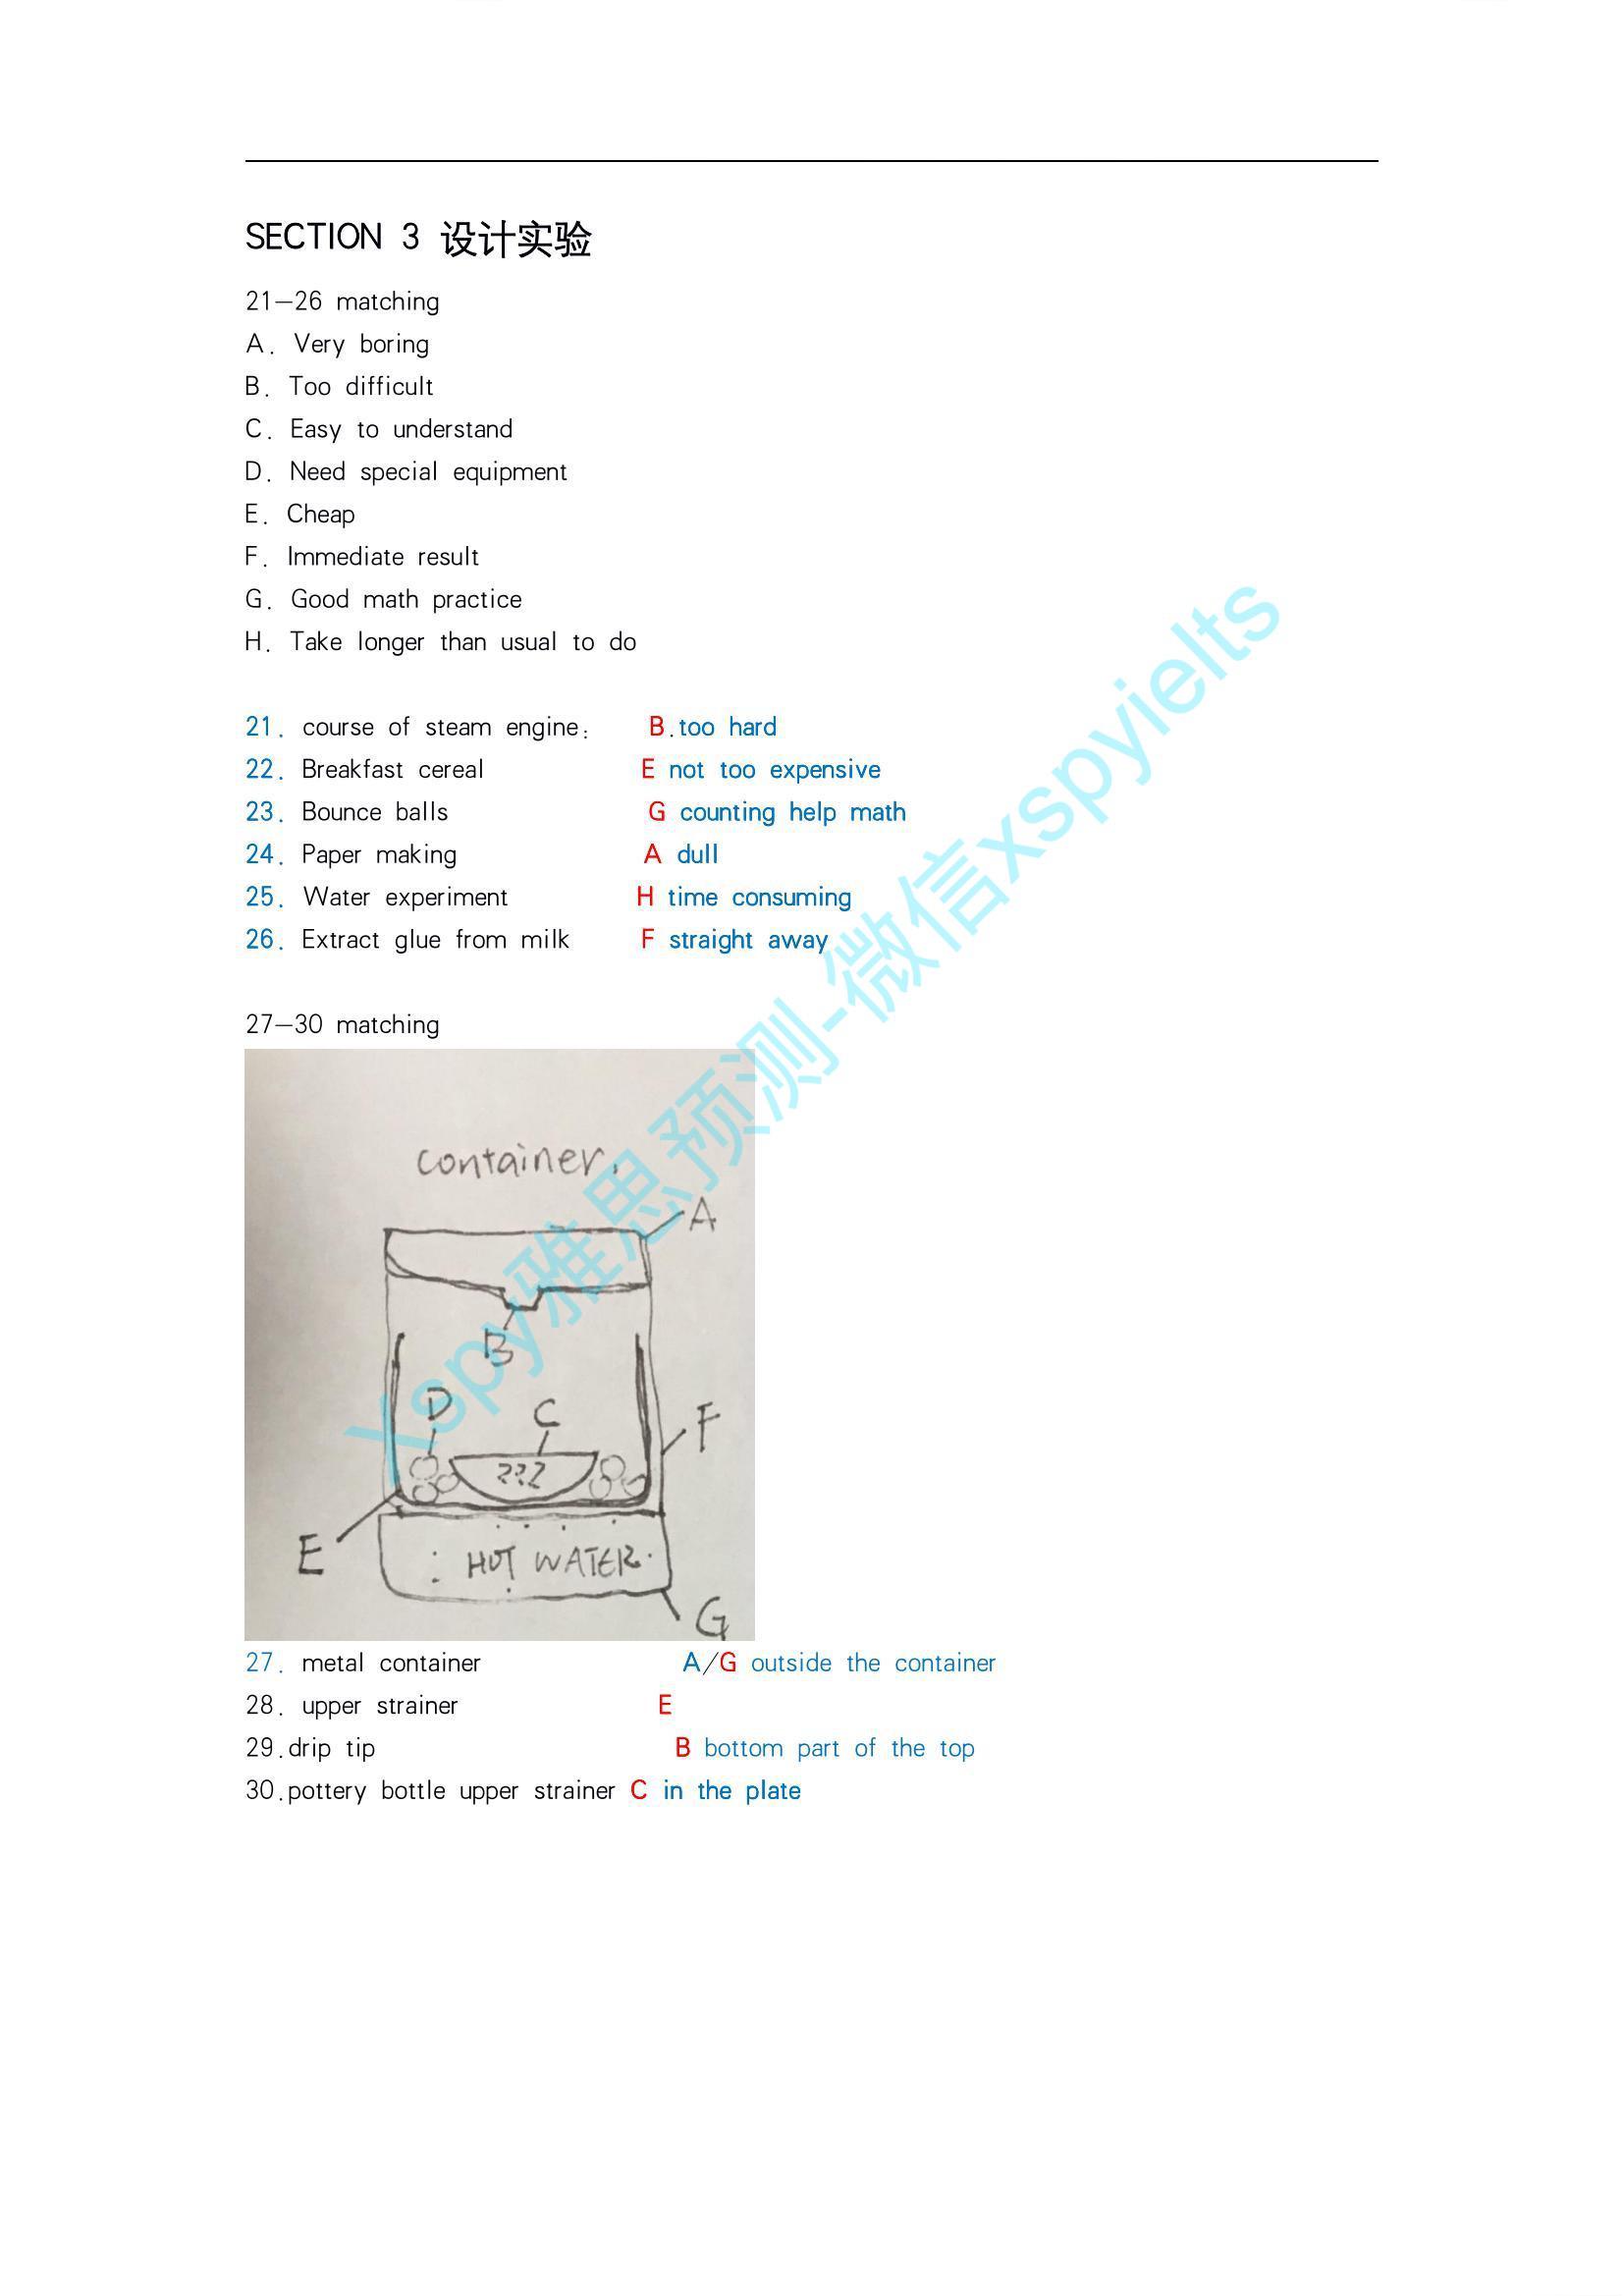 SECTION 3 设计实验
21—26 matching
A. Very boring
B. Too difficult
C. Easy to understand
D. Need special equipment
E. Cheap
F. Immediate result
G. Good math practice
H. Take longer than usual to do
21. course of steam engine: B.too hard
22. Breakfast cereal E not too expensive
23. Bounce balls G counting help math
24. Paper making A dull
25. Water experiment H time consuming
26. Extract glue from milk F straight away
27—30 matching
container.
A
B
D C
F
???
E
HOT WATER.
G
27. metal container A/G outside the container
28. upper strainer E
29.drip tip B bottom part of the top
30.pottery bottle upper strainer C in the plate
Xspy雅思预测-微信xspyielts